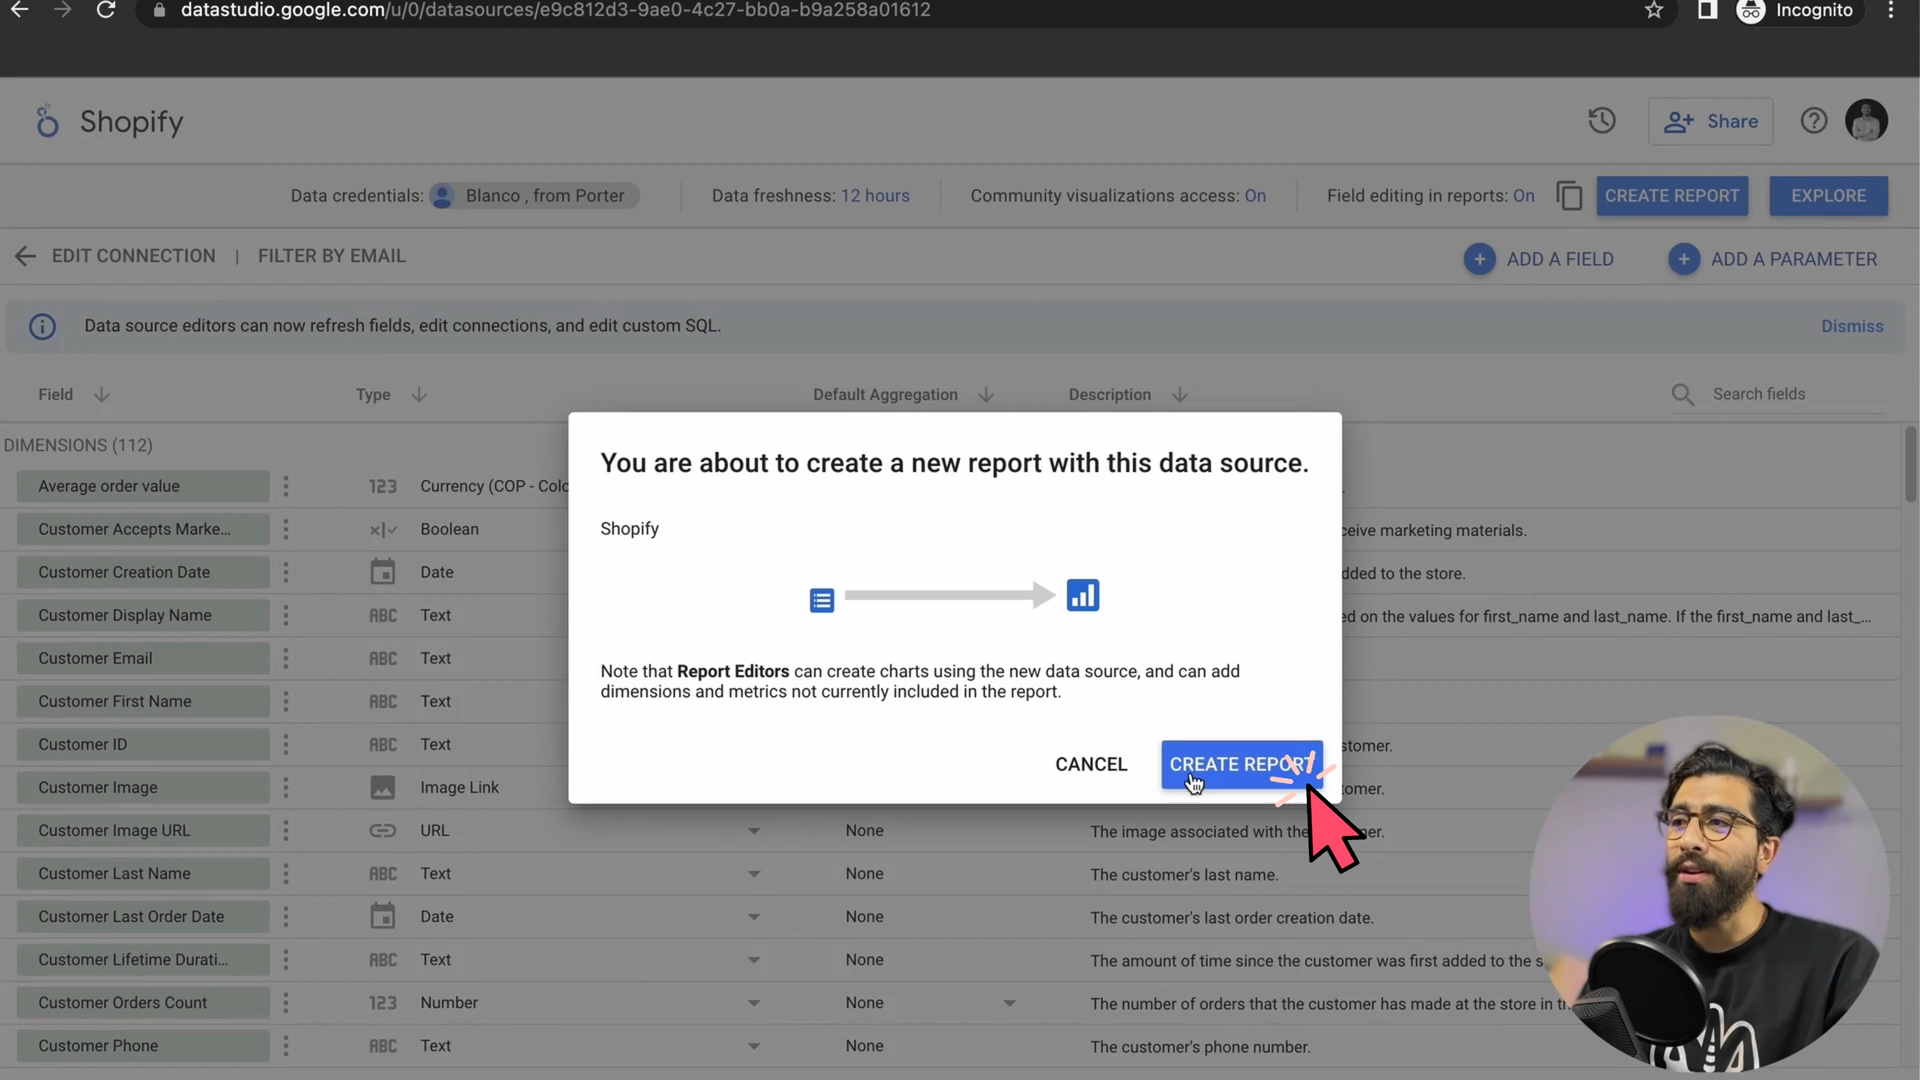 datastudio.google.com/u/0/datasources/e9c812d3-9ae0-4c27-bb0a-b9a258a01612
Incognito
Shopify
Share
Data credentials: Blanco , from Porter
Data freshness: 12 hours
Community visualizations access: On
Field editing in reports: On
CREATE REPORT
EXPLORE
EDIT CONNECTION | FILTER BY EMAIL
ADD A FIELD
ADD A PARAMETER
Data source editors can now refresh fields, edit connections, and edit custom SQL.
Dismiss
Field
Type
Default Aggregation
Description
Search fields
DIMENSIONS (112)
Average order value
123 Currency (COP - Colo
Customer Accepts Marke...
Boolean
ceive marketing materials.
Customer Creation Date
Date
dded to the store.
Customer Display Name
ABC Text
ed on the values for first_name and last_name. If the first_name and last_...
Customer Email
ABC Text
Customer First Name
ABC Text
Customer ID
ABC Text
stomer.
Customer Image
Image Link
tomer.
You are about to create a new report with this data source.
Shopify
Note that Report Editors can create charts using the new data source, and can add
dimensions and metrics not currently included in the report.
CANCEL
CREATE REPORT
Customer Image URL
URL
None
The image associated with the
er.
Customer Last Name
ABC Text
None
The customer's last name.
Customer Last Order Date
Date
None
The customer's last order creation date.
Customer Lifetime Durati...
ABC Text
None
The amount of time since the customer was first added to the s
Customer Orders Count
123 Number
None
The number of orders that the customer has made at the store in t
Customer Phone
ABC Text
None
The customer's phone number.